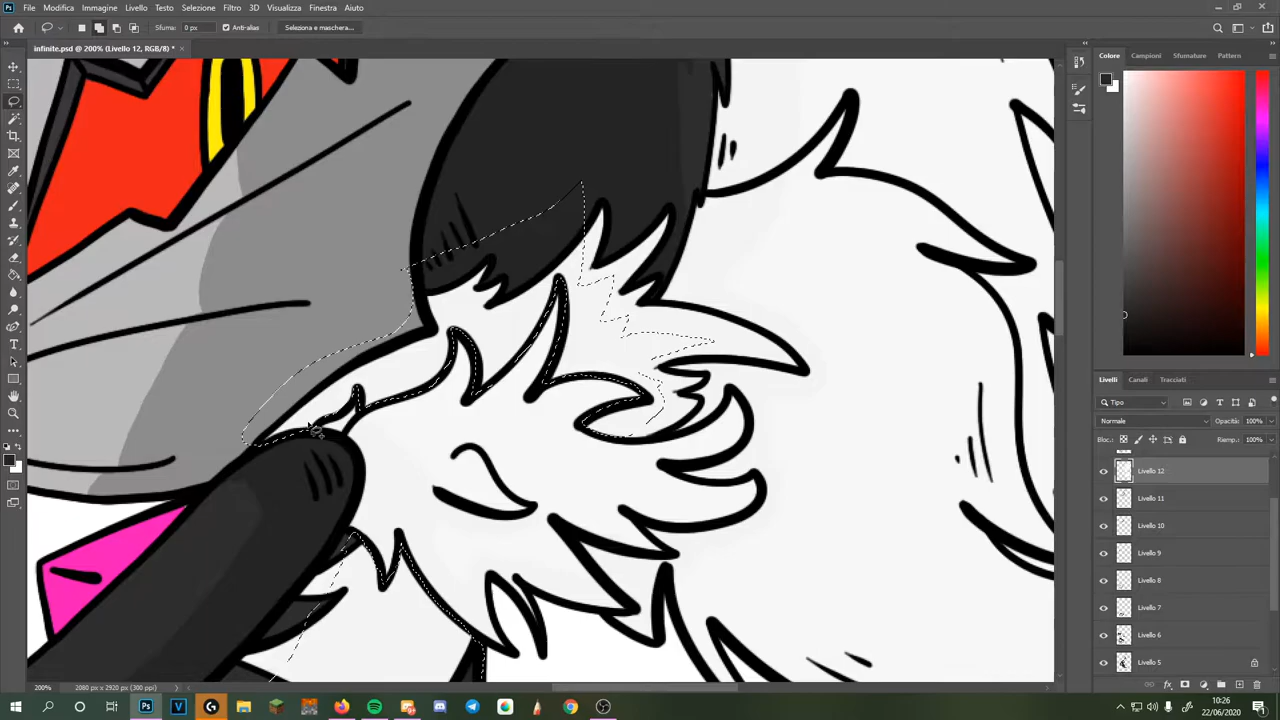 File Modifica Immagine Livello Testo Selezione Filtro 3D Visualizza Finestra Aiuto
Sfuma: 0 px Anti-alias Seleziona e maschera...
infinite.psd @ 200% (Livello 12, RGB/8) *
Colore Campioni Sfumature Pattern
Livelli Canali Tracciati
Tipo
Normale Opacità: 100%
Bloc.: Riemp.: 100%
Livello 12
Livello 11
Livello 10
Livello 9
Livello 8
Livello 7
Livello 6
Livello 5
200% 2080 px x 2920 px (300 ppi)
10:26
22/06/2020